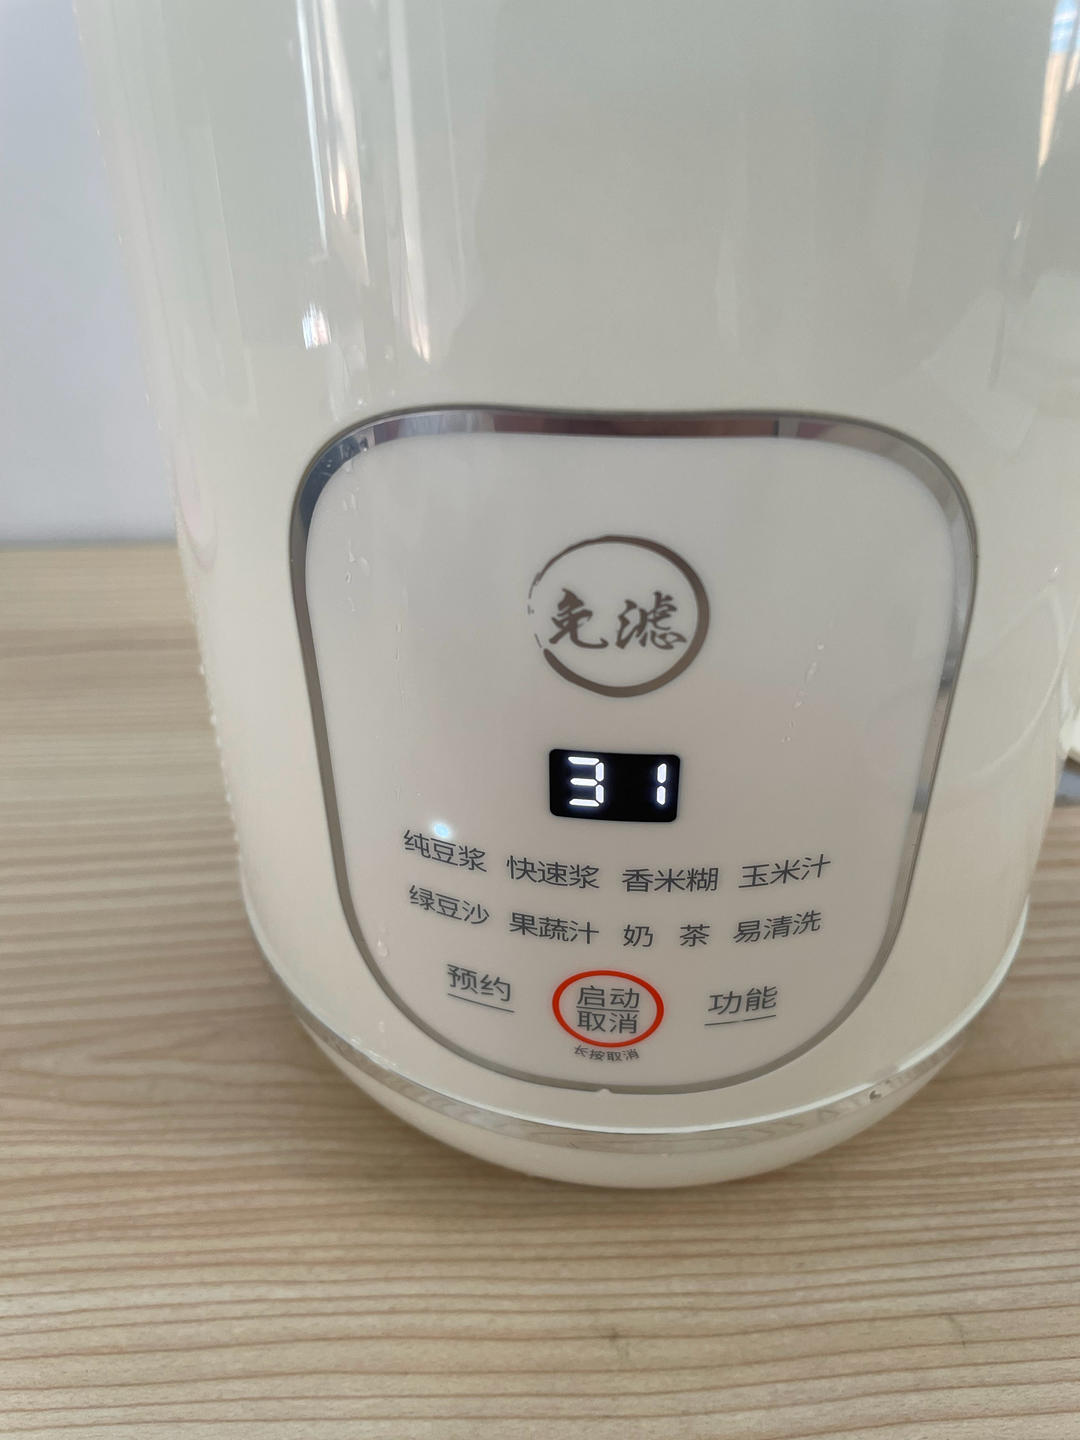 免滤
31
纯豆浆 快速浆 香米糊 玉米汁
绿豆沙 果蔬汁 奶 茶 易清洗
预约 启动 功能
取消
长按取消